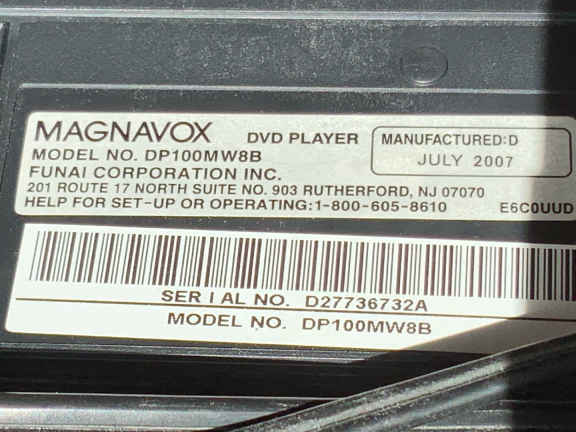 MAGNAVOX DVD PLAYER
MANUFACTURED:D
JULY 2007
MODEL NO. DP100MW8B
FUNAI CORPORATION INC.
201 ROUTE 17 NORTH SUITE NO. 903 RUTHERFORD, NJ 07070
HELP FOR SET-UP OR OPERATING:1-800-605-8610 E6C0UUD
SERIAL NO. D27736732A
MODEL NO. DP100MW8B